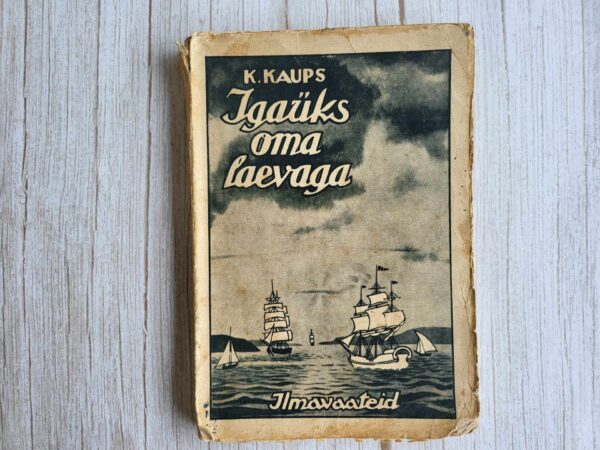 K. KAUPS
Igaüks
oma
laevaga
Ilmavaateid